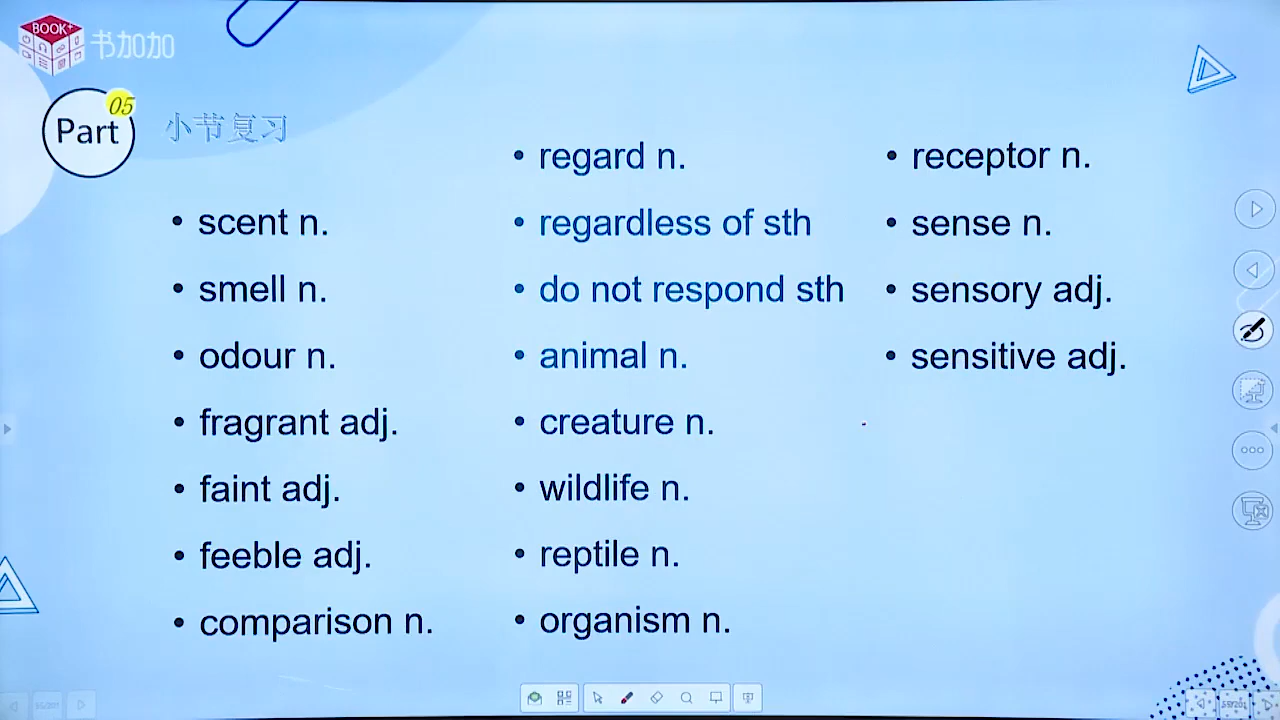 BOOK+
书加加
Part
05
小节复习
• scent n.
• smell n.
• odour n.
• fragrant adj.
• faint adj.
• feeble adj.
• comparison n.
• regard n.
• regardless of sth
• do not respond sth
• animal n.
• creature n.
• wildlife n.
• reptile n.
• organism n.
• receptor n.
• sense n.
• sensory adj.
• sensitive adj.